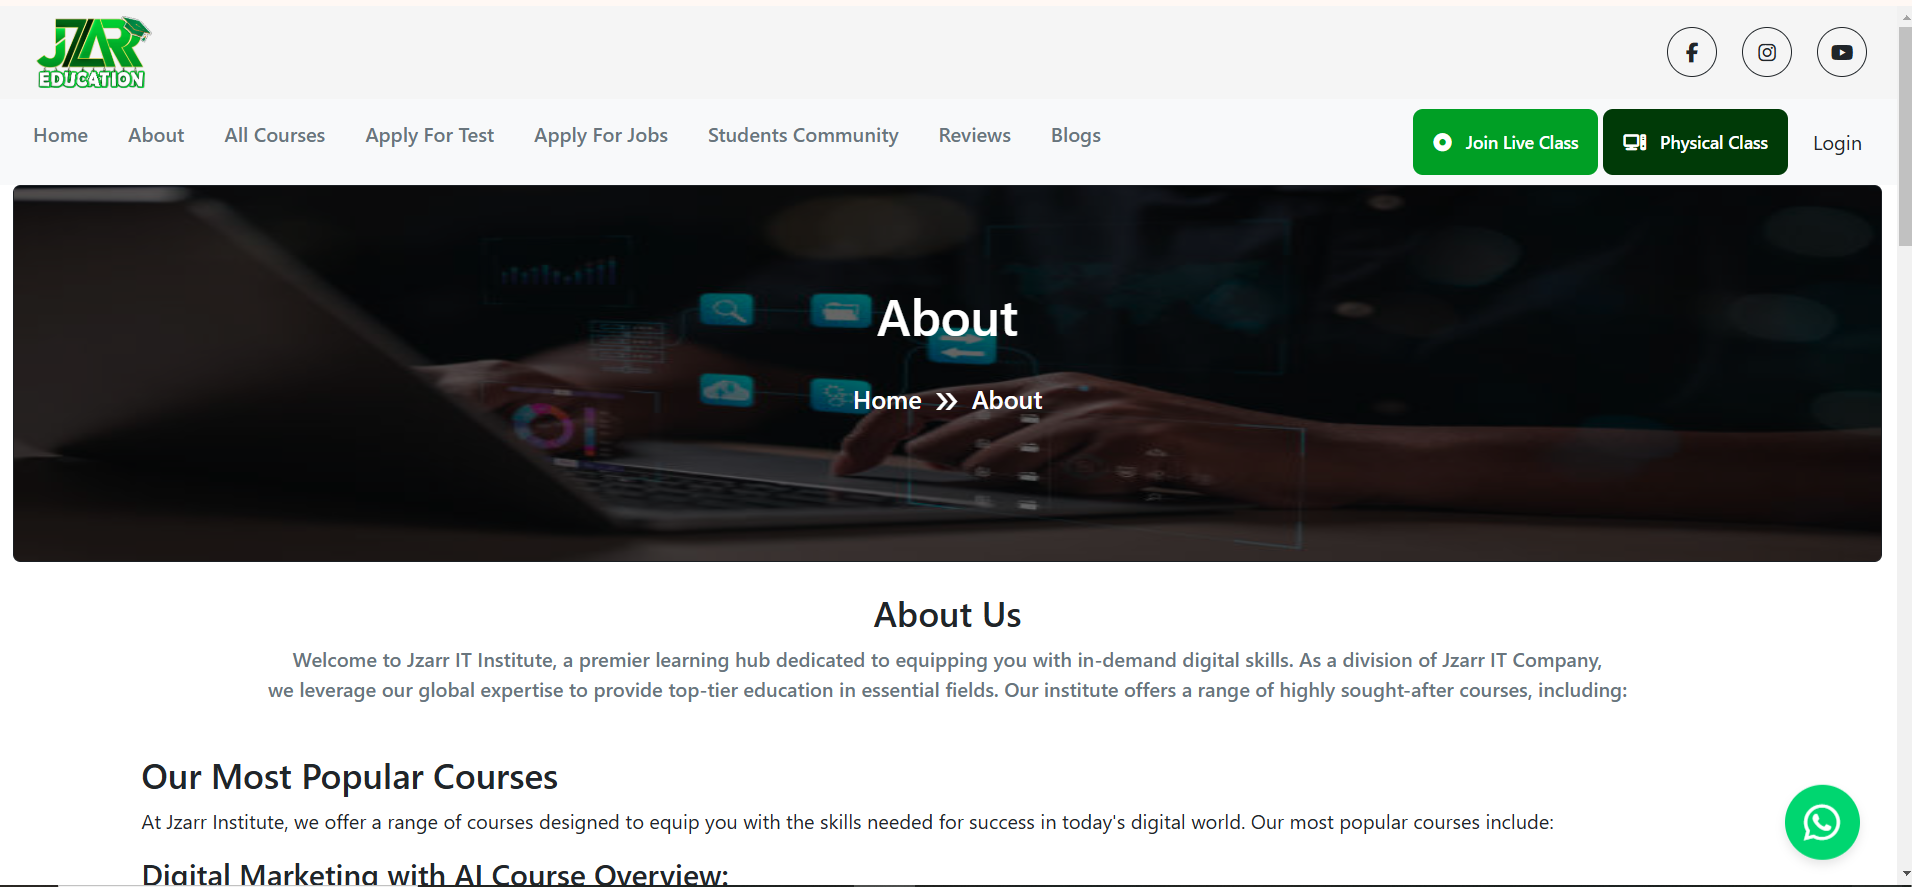 JZARR
EDUCATION
Home About All Courses Apply For Test Apply For Jobs Students Community Reviews Blogs
Join Live Class Physical Class Login
About
Home » About
About Us
Welcome to Jzarr IT Institute, a premier learning hub dedicated to equipping you with in-demand digital skills. As a division of Jzarr IT Company,
we leverage our global expertise to provide top-tier education in essential fields. Our institute offers a range of highly sought-after courses, including:
Our Most Popular Courses
At Jzarr Institute, we offer a range of courses designed to equip you with the skills needed for success in today's digital world. Our most popular courses include:
Digital Marketing with AI Course Overview: